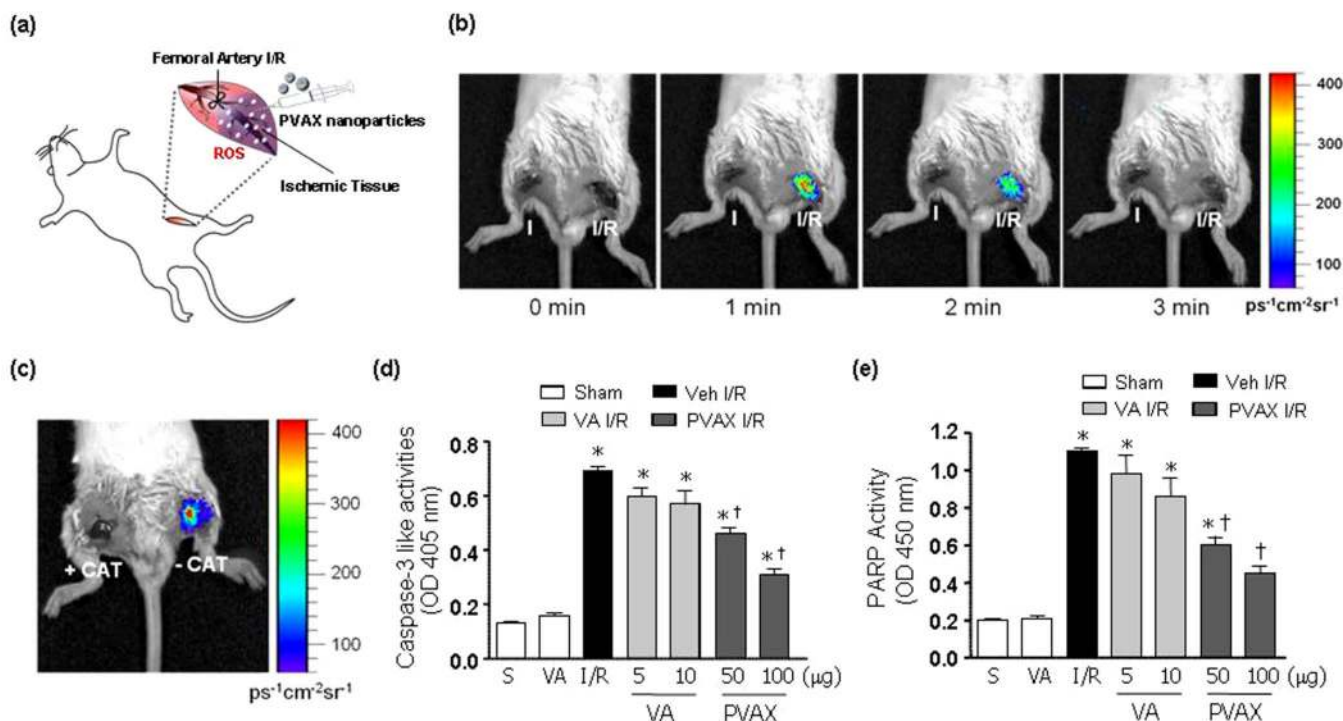 (a)
Femoral Artery I/R
PVAX nanoparticles
ROS
Ischemic Tissue
(b)
I
I/R
I
I/R
I
I/R
I
I/R
0 min
1 min
2 min
3 min
400
300
200
100
ps⁻¹cm⁻²sr⁻¹
(c)
+ CAT
- CAT
400
300
200
100
ps⁻¹cm⁻²sr⁻¹
(d)
Sham
Veh I/R
VA I/R
PVAX I/R
Caspase-3 like activities
(OD 405 nm)
0.8
0.6
0.4
0.2
0.0
*
*
*
*†
*†
S VA I/R 5 10 50 100 (µg)
VA PVAX
(e)
Sham
Veh I/R
VA I/R
PVAX I/R
PARP Activity
(OD 450 nm)
1.2
1.0
0.8
0.6
0.4
0.2
0.0
*
*
*
*†
†
S VA I/R 5 10 50 100 (µg)
VA PVAX